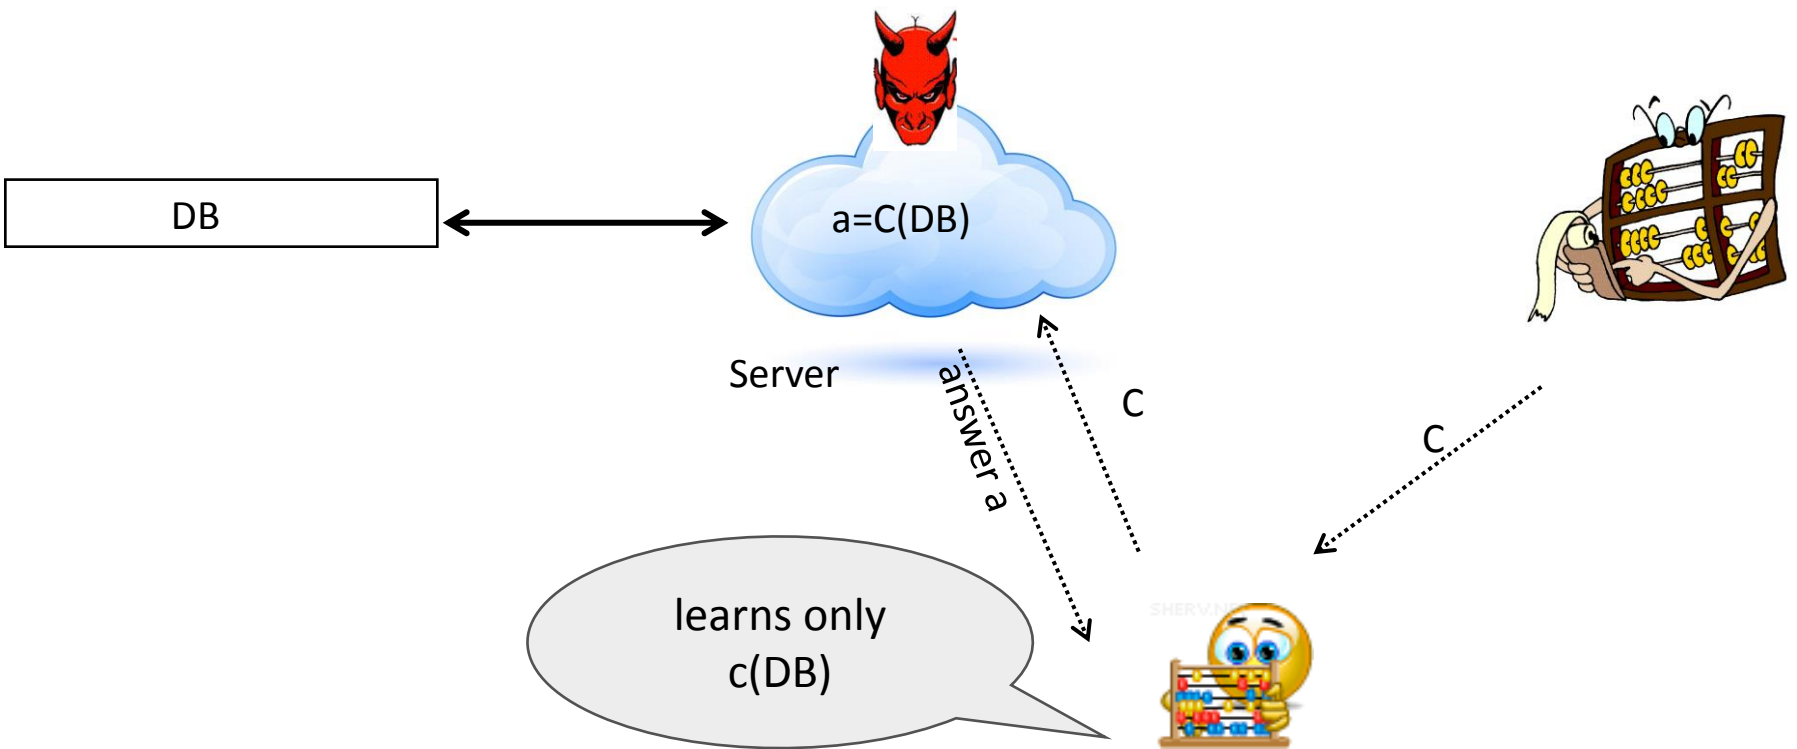 DB
a=C(DB)
Server
answer a
C
C
learns only
c(DB)